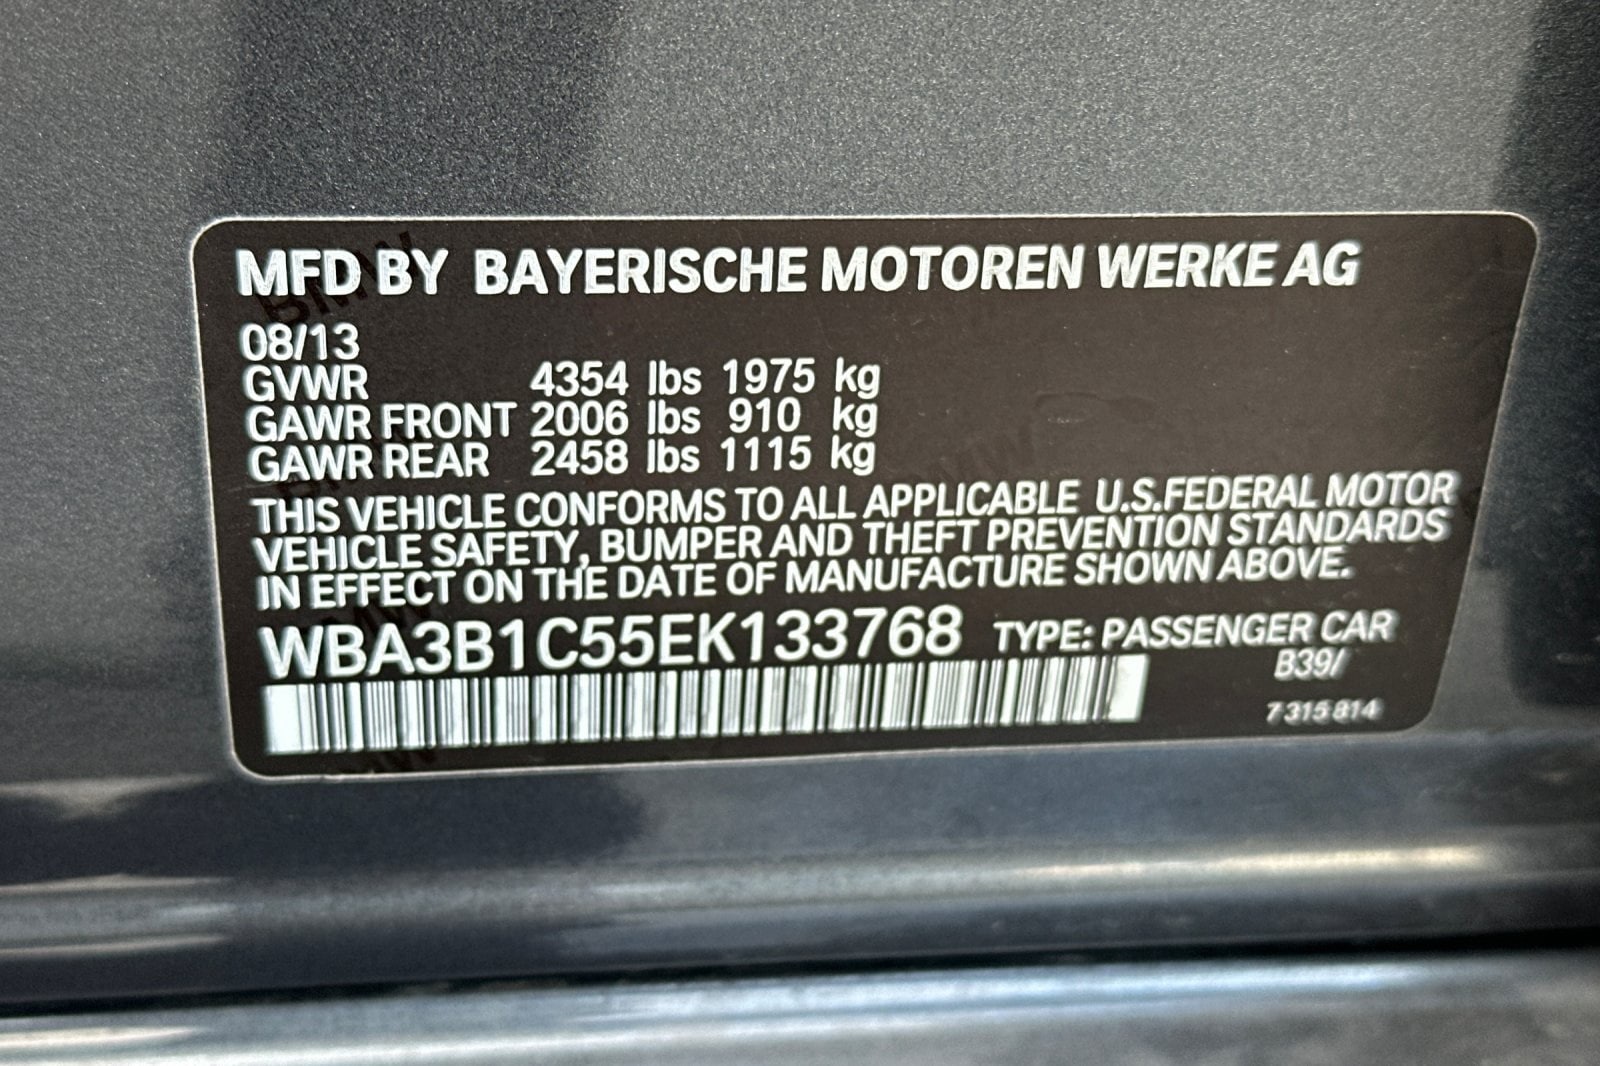 MFD BY BAYERISCHE MOTOREN WERKE AG
08/13
GVWR 4354 lbs 1975 kg
GAWR FRONT 2006 lbs 910 kg
GAWR REAR 2458 lbs 1115 kg
THIS VEHICLE CONFORMS TO ALL APPLICABLE U.S.FEDERAL MOTOR
VEHICLE SAFETY, BUMPER AND THEFT PREVENTION STANDARDS
IN EFFECT ON THE DATE OF MANUFACTURE SHOWN ABOVE.
WBA3B1C55EK133768 TYPE: PASSENGER CAR
B39/
7 315 814
BMW
BMW